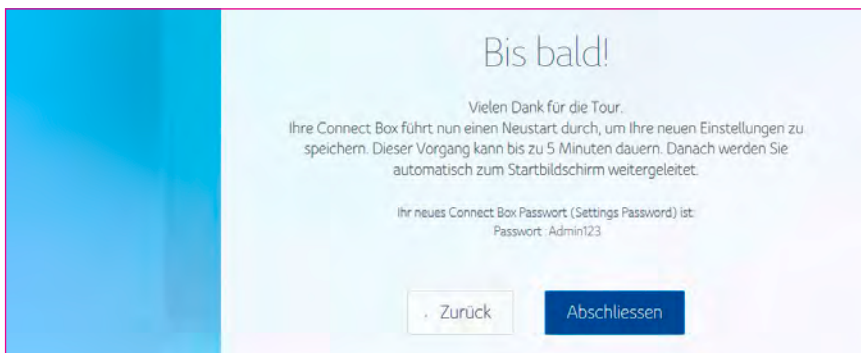 Bis bald!
Vielen Dank für die Tour.
Ihre Connect Box führt nun einen Neustart durch, um Ihre neuen Einstellungen zu
speichern. Dieser Vorgang kann bis zu 5 Minuten dauern. Danach werden Sie
automatisch zum Startbildschirm weitergeleitet.
Ihr neues Connect Box Passwort (Settings Password) ist
Passwort :Admin123
Zurück
Abschliessen